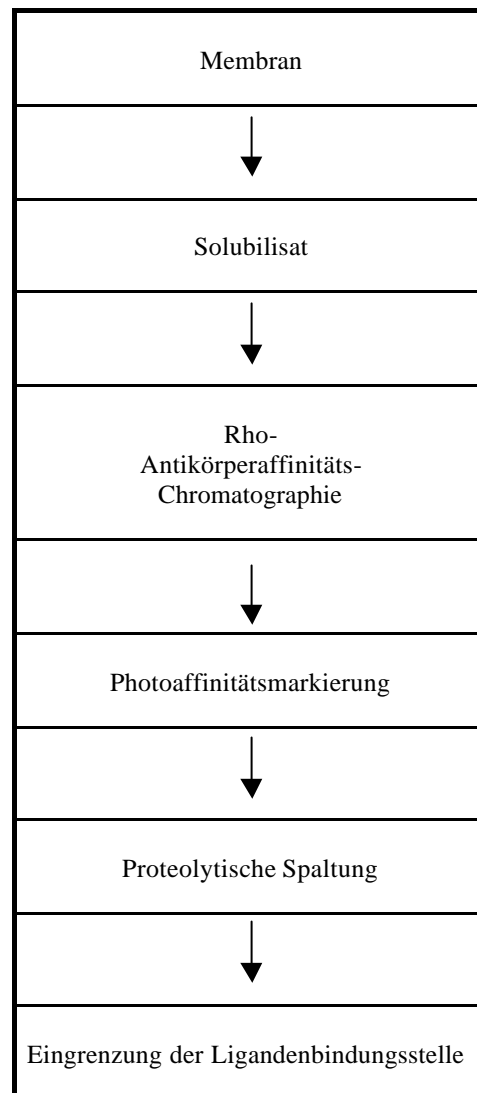 Membran
Solubilisat
Rho-
Antikörperaffinitäts-
Chromatographie
Photoaffinitätsmarkierung
Proteolytische Spaltung
Eingrenzung der Ligandenbindungsstelle